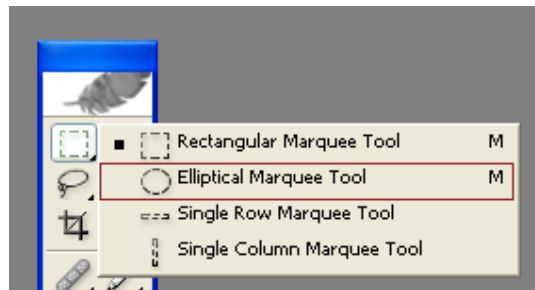 Rectangular Marquee Tool M
Elliptical Marquee Tool M
Single Row Marquee Tool
Single Column Marquee Tool